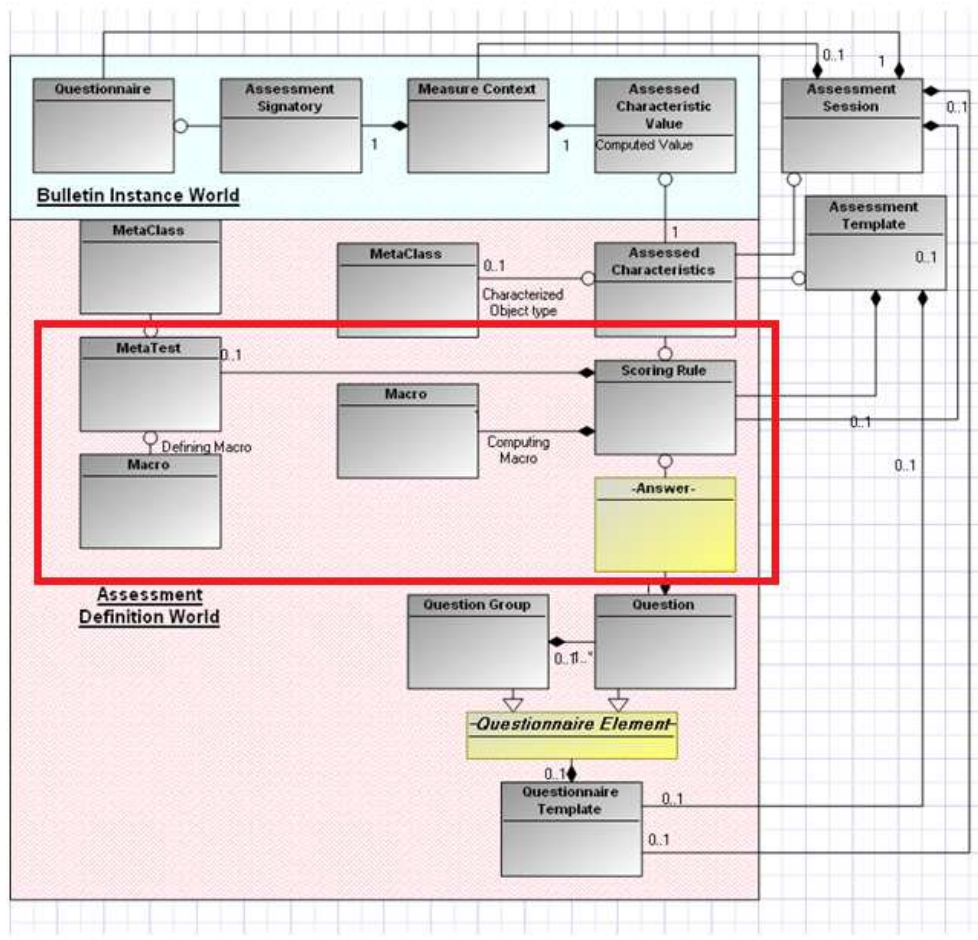 0..1
1
Questionnaire
Assessment
Signatory
Measure Context
Assessed
Characteristic
Value
Computed Value
Assessment
Session
0..1
1
1
Bulletin Instance World
Assessment
Template
0..1
1
MetaClass
MetaClass
0..1
Characterized
Object type
Assessed
Characteristics
MetaTest
0..1
Scoring Rule
Macro
0..1
Computing
Macro
Defining Macro
Macro
0..1
-Answer-
Assessment
Definition World
Question Group
Question
0..1
1..*
-Questionnaire Element-
0..1
Questionnaire
Template
0..1
0..1